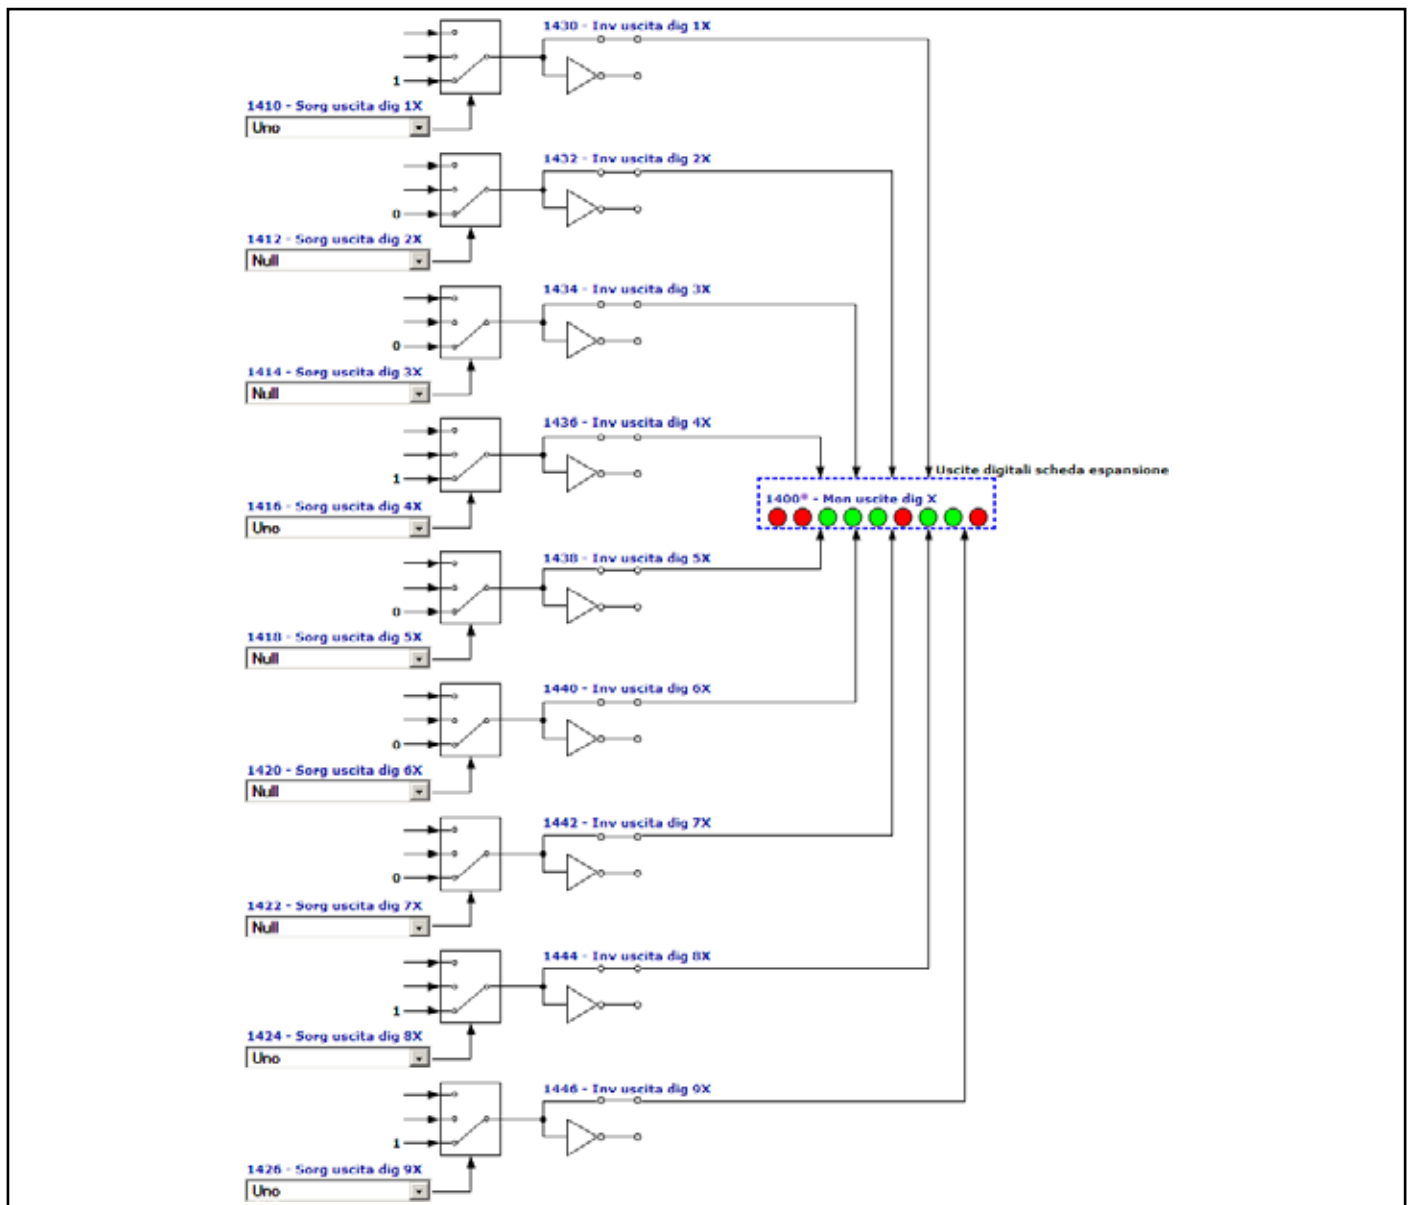 1430 - Inv uscita dig 1X
1
1410 - Sorg uscita dig 1X
Uno
1432 - Inv uscita dig 2X
0
1412 - Sorg uscita dig 2X
Null
1434 - Inv uscita dig 3X
0
1414 - Sorg uscita dig 3X
Null
1436 - Inv uscita dig 4X
1
1416 - Sorg uscita dig 4X
Uno
Uscite digitali scheda espansione
1400* - Mon uscite dig X
1438 - Inv uscita dig 5X
0
1418 - Sorg uscita dig 5X
Null
1440 - Inv uscita dig 6X
0
1420 - Sorg uscita dig 6X
Null
1442 - Inv uscita dig 7X
0
1422 - Sorg uscita dig 7X
Null
1444 - Inv uscita dig 8X
1
1424 - Sorg uscita dig 8X
Uno
1446 - Inv uscita dig 9X
1
1426 - Sorg uscita dig 9X
Uno